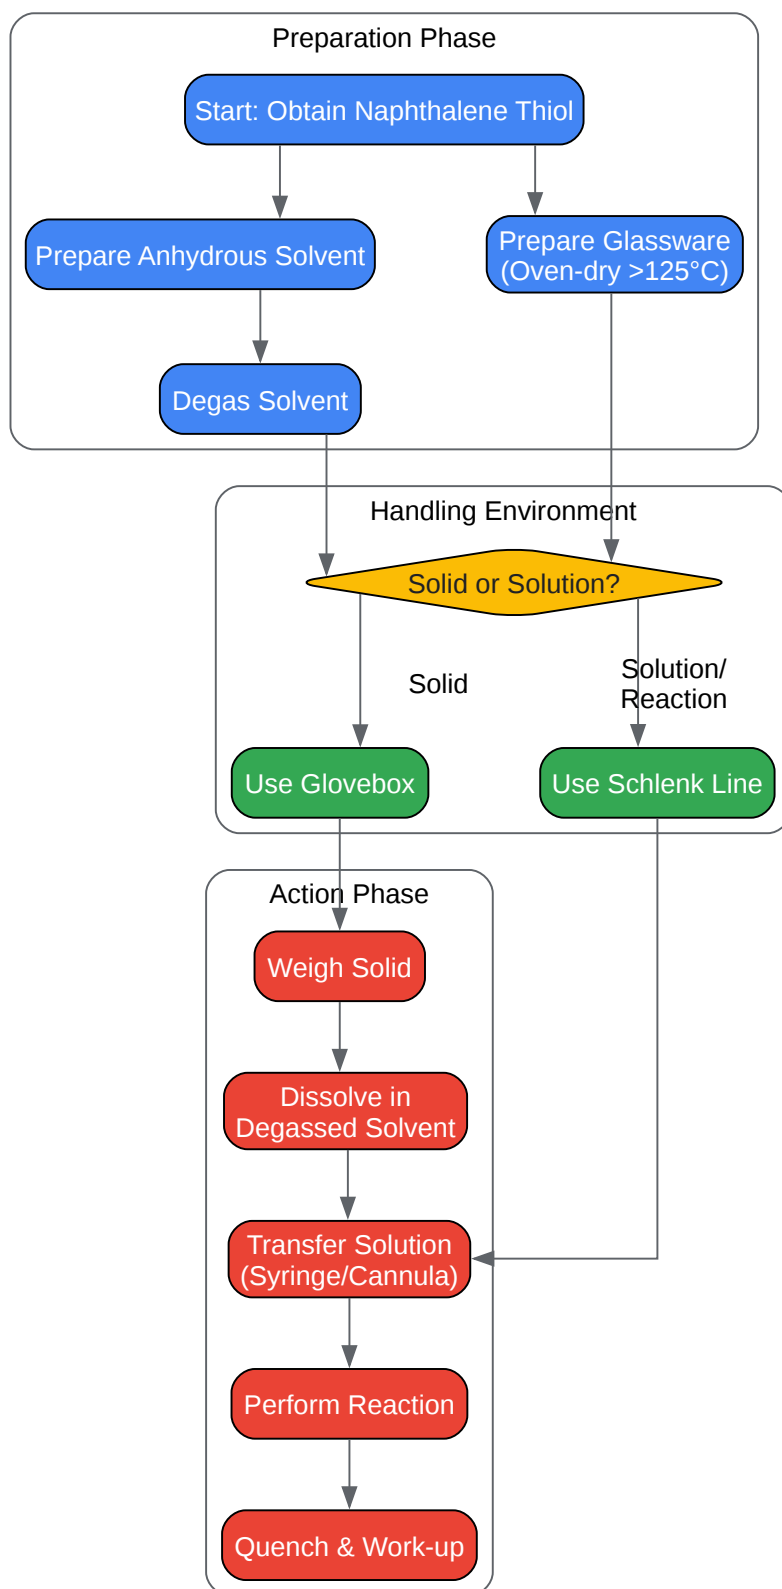 Preparation Phase
Start: Obtain Naphthalene Thiol
Prepare Anhydrous Solvent
Prepare Glassware
(Oven-dry >125°C)
Degas Solvent
Handling Environment
Solid or Solution?
Solid
Solution/
Reaction
Use Glovebox
Use Schlenk Line
Action Phase
Weigh Solid
Dissolve in
Degassed Solvent
Transfer Solution
(Syringe/Cannula)
Perform Reaction
Quench & Work-up